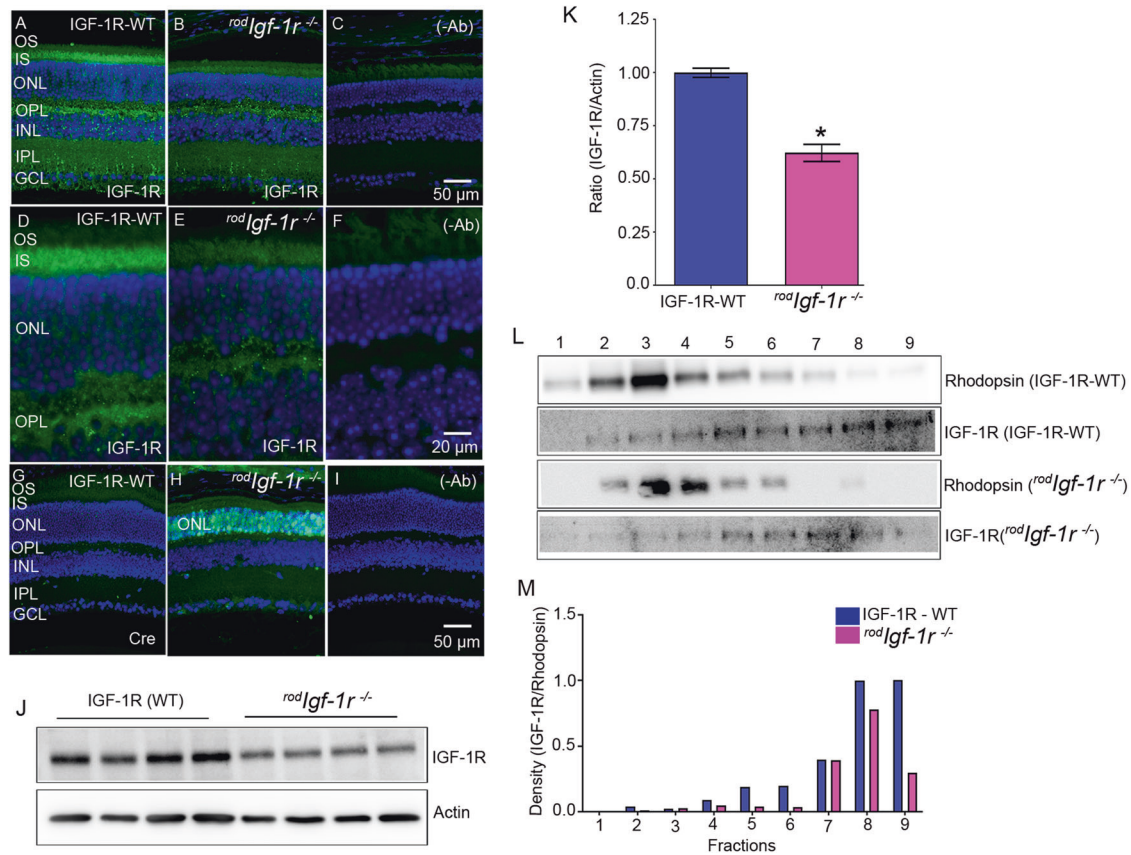 A IGF-1R-WT
OS
IS
ONL
OPL
INL
IPL
GCL
IGF-1R
B rodIgf-1r -/-
IGF-1R
C (-Ab)
50 µm
D IGF-1R-WT
OS
IS
ONL
OPL
IGF-1R
E rodIgf-1r -/-
IGF-1R
F (-Ab)
20 µm
G IGF-1R-WT
OS
IS
ONL
OPL
INL
IPL
GCL
Cre
H rodIgf-1r -/-
ONL
I (-Ab)
50 µm
J
IGF-1R (WT) rodIgf-1r -/-
IGF-1R
Actin
K
Ratio (IGF-1R/Actin)
1.00
0.75
0.50
1.25
0.0
*
IGF-1R-WT rodIgf-1r -/-
L
1 2 3 4 5 6 7 8 9
Rhodopsin (IGF-1R-WT)
IGF-1R (IGF-1R-WT)
Rhodopsin (rodIgf-1r -/-)
IGF-1R(rodIgf-1r -/-)
M
IGF-1R - WT
rodIgf-1r -/-
Density (IGF-1R/Rhodopsin)
1.5
1.0
0.5
0.0
1 2 3 4 5 6 7 8 9
Fractions